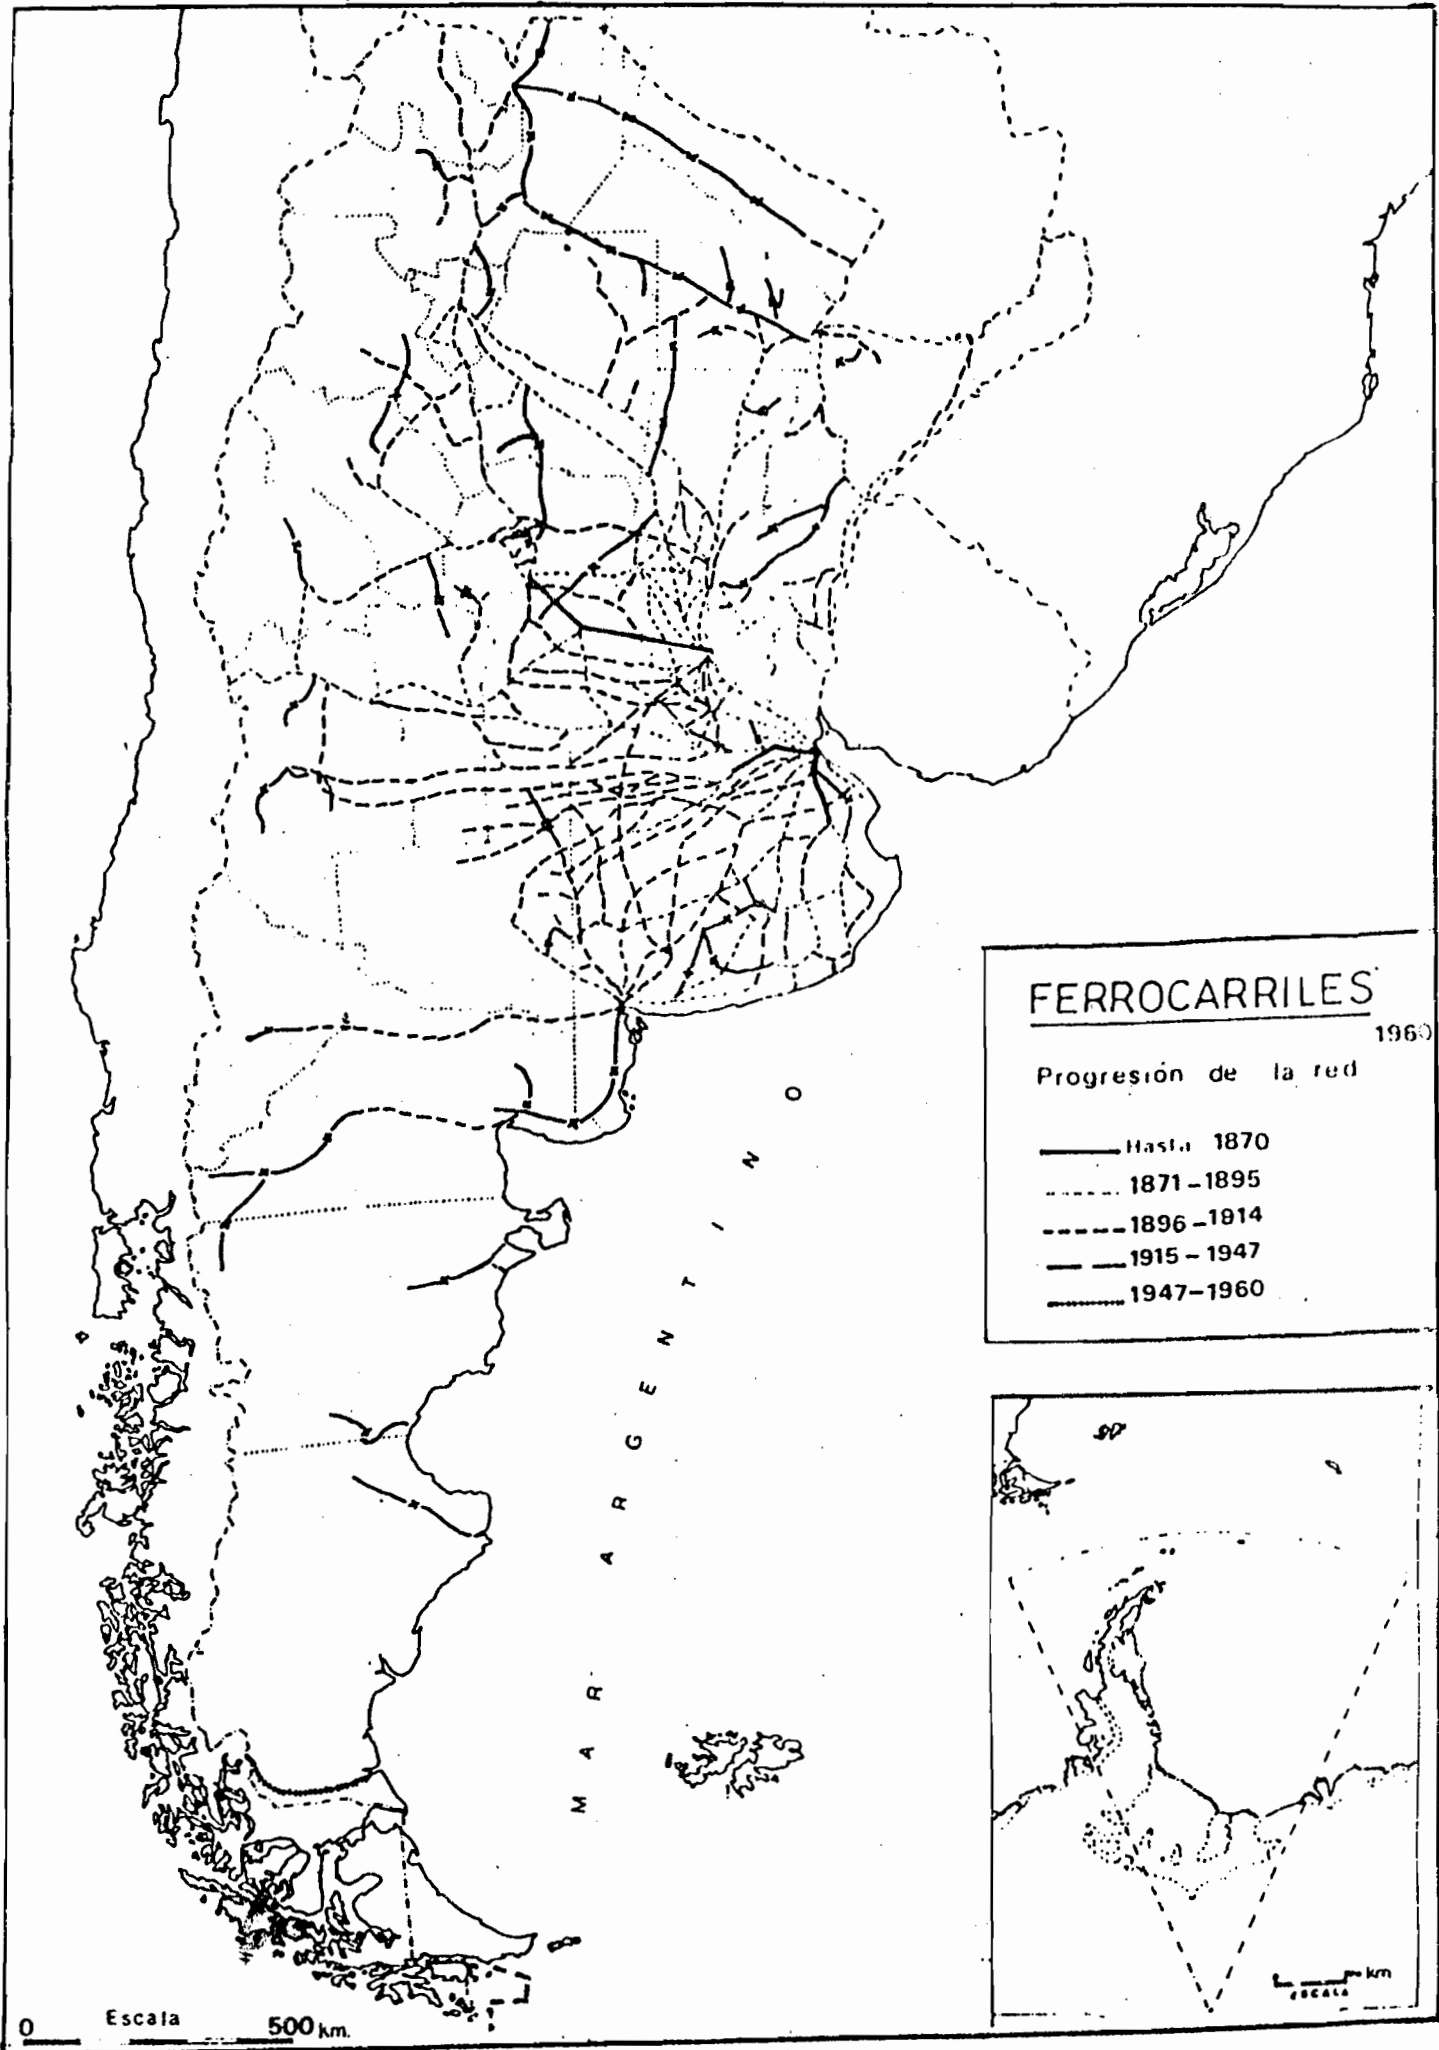 FERROCARRILES
1960
Progresión de la red
Hasta 1870
1871-1895
1896-1914
1915-1947
1947-1960
MAR ARGENTINO
km
ESCALA
Escala
0 500 km.